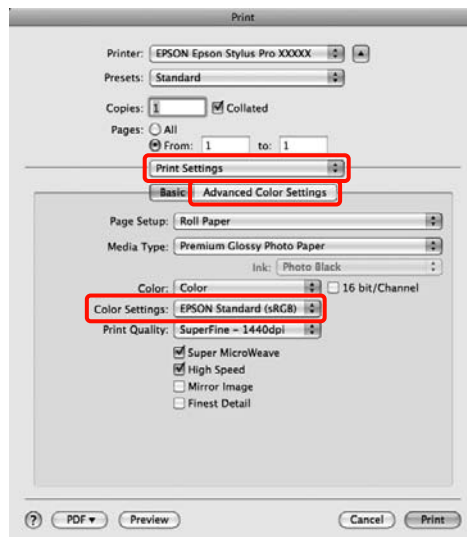 Print
Printer: EPSON Epson Stylus Pro XXXXX
Presets: Standard
Copies: 1 Collated
Pages: All
From: 1 to: 1
Print Settings
Basic Advanced Color Settings
Page Setup: Roll Paper
Media Type: Premium Glossy Photo Paper
Ink: Photo Black
Color: Color 16 bit/Channel
Color Settings: EPSON Standard (sRGB)
Print Quality: SuperFine – 1440dpi
Super MicroWeave
High Speed
Mirror Image
Finest Detail
? PDF Preview Cancel Print